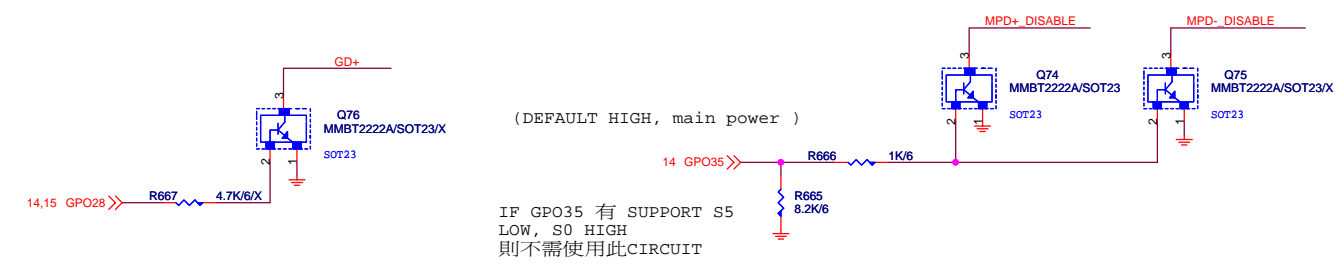 MPD+_DISABLE
MPD-_DISABLE
GD+
3
Q76
MMBT2222A/SOT23/X
SOT23
2
1
3
Q74
MMBT2222A/SOT23
SOT23
2
1
3
Q75
MMBT2222A/SOT23/X
SOT23
2
1
(DEFAULT HIGH, main power )
14 GPO35
R666
1K/6
R665
8.2K/6
14,15 GPO28
R667
4.7K/6/X
IF GPO35 有 SUPPORT S5
LOW, S0 HIGH
則不需使用此CIRCUIT